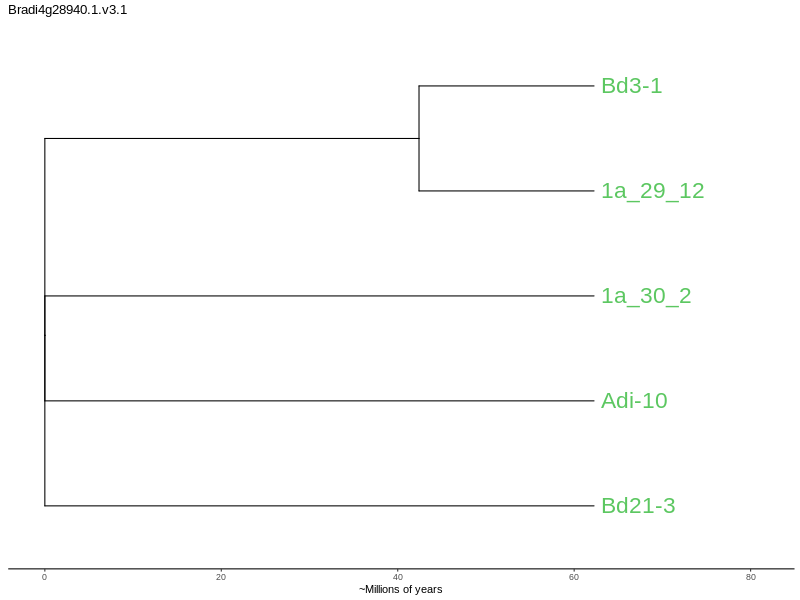 Bradi4g28940.1.v3.1
Bd3-1
1a_29_12
1a_30_2
Adi-10
Bd21-3
0 20 40 60 80
~Millions of years